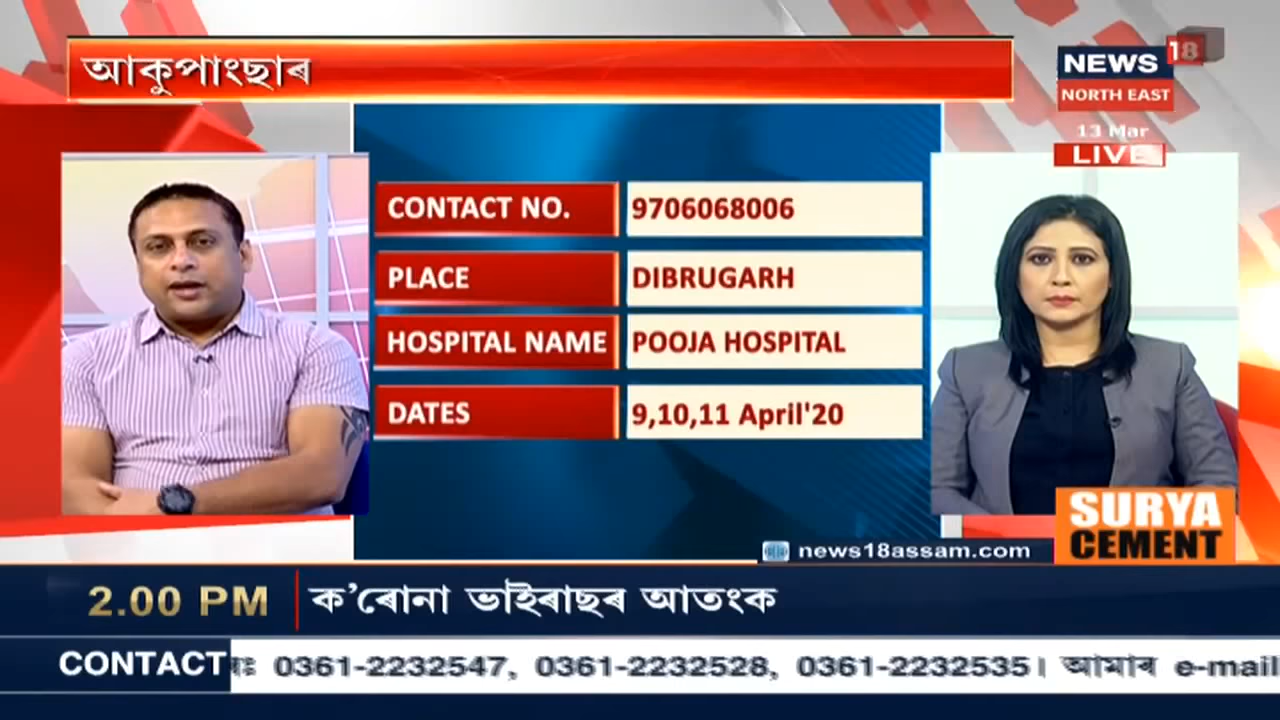 আকুপাংছাৰ
NEWS 18
NORTH EAST
13 Mar
LIVE
CONTACT NO. 9706068006
PLACE DIBRUGARH
HOSPITAL NAME POOJA HOSPITAL
DATES 9,10,11 April'20
SURYA
CEMENT
news18assam.com
2.00 PM ক'ৰোনা ভাইৰাছৰ আতংক
CONTACT 0361-2232547, 0361-2232528, 0361-2232535। আমাৰ e-mail